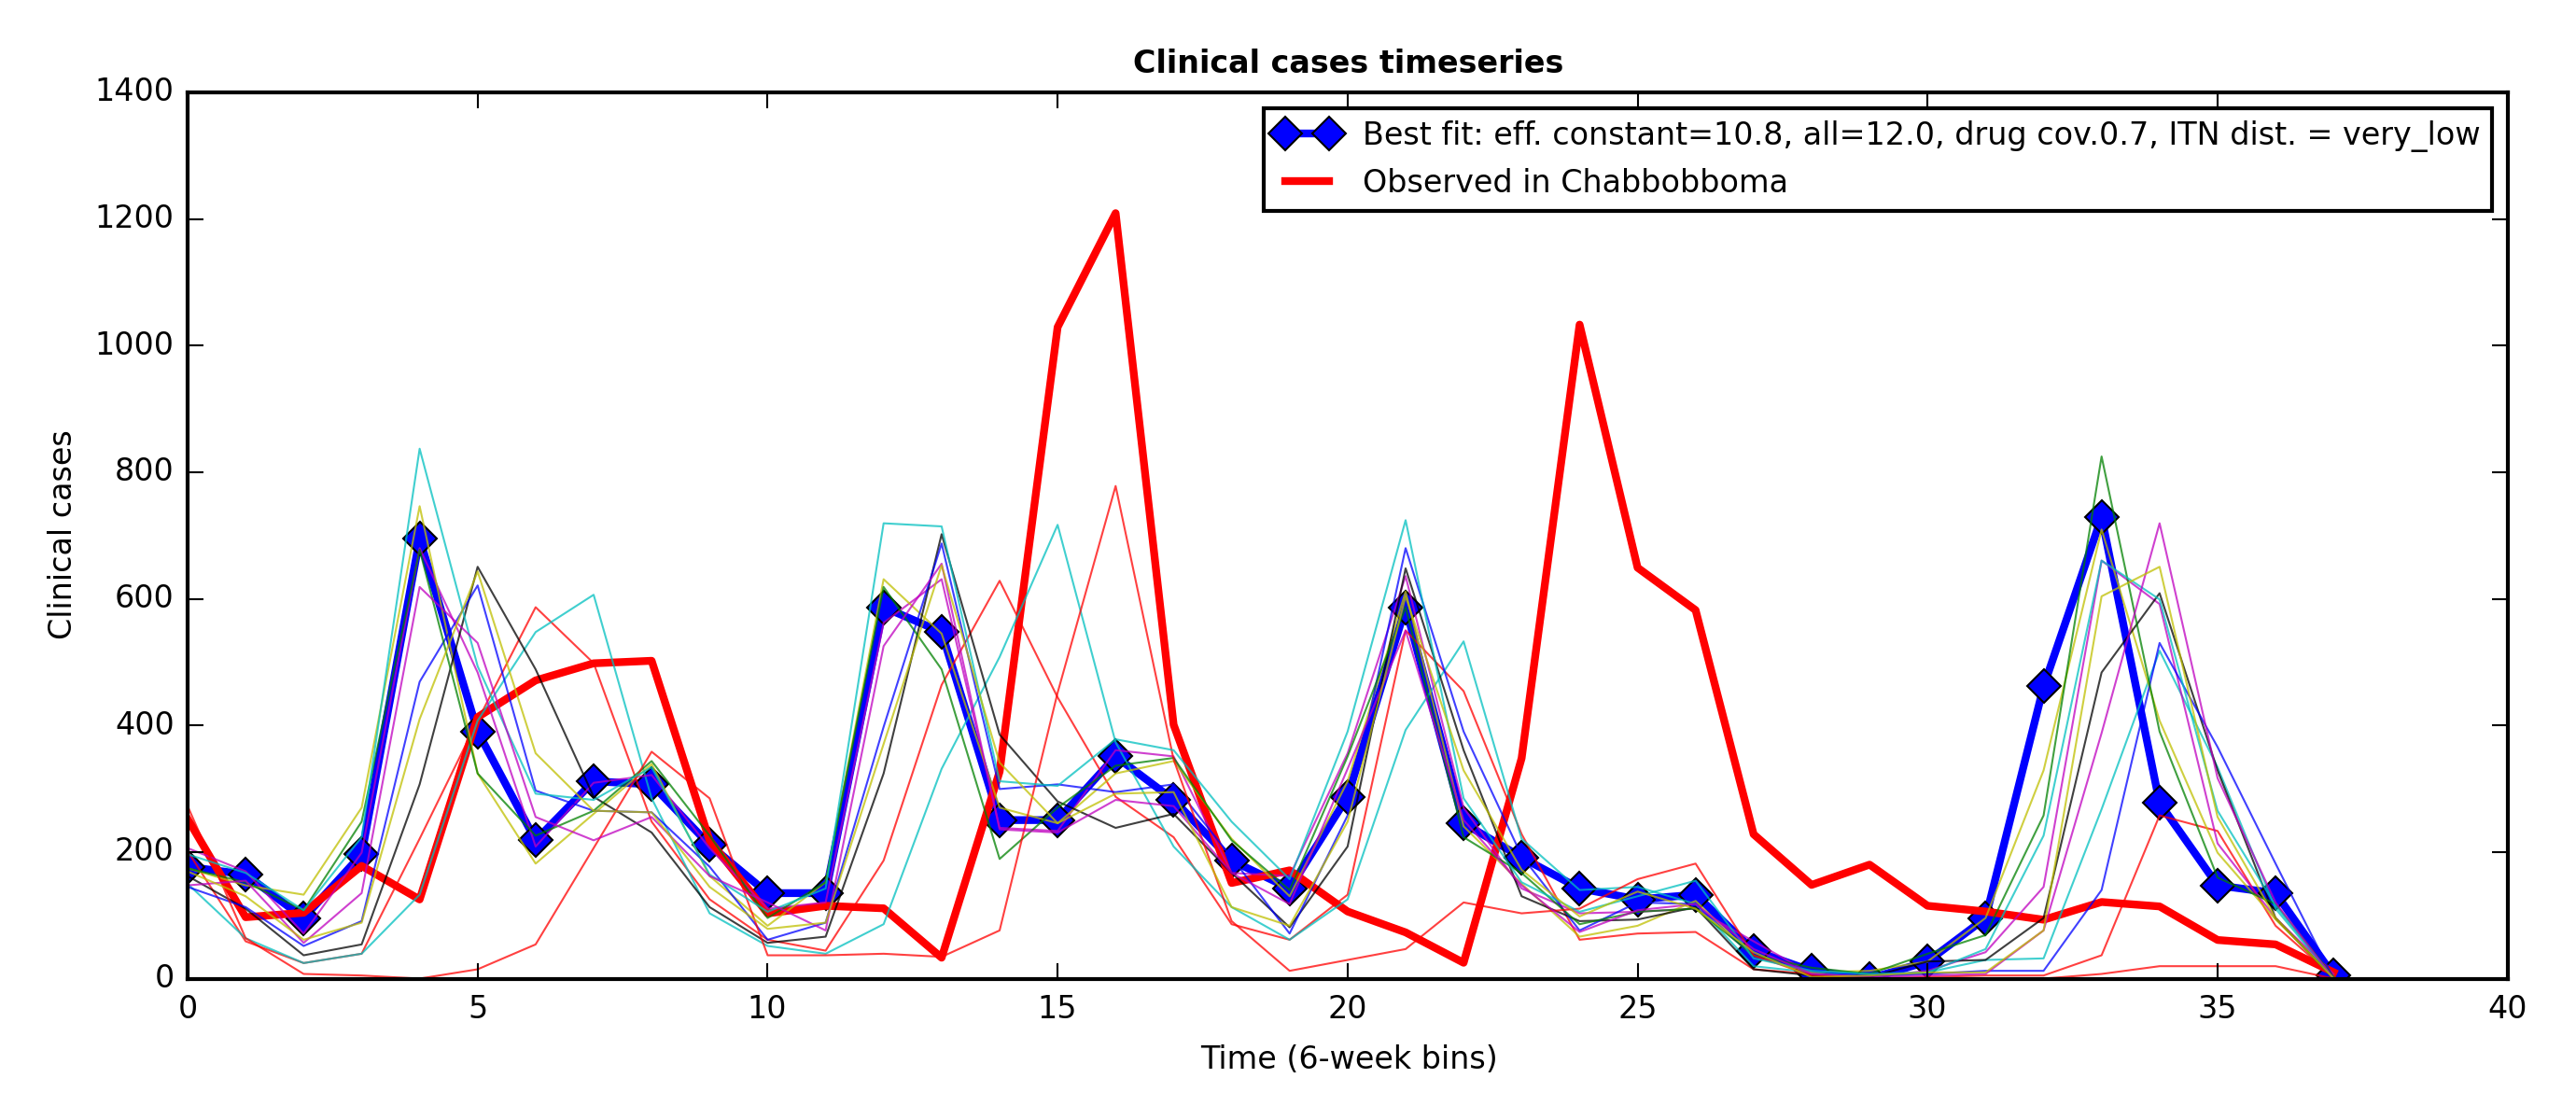 Clinical cases timeseries
1400
1200
1000
800
600
400
200
0
Clinical cases
Best fit: eff. constant=10.8, all=12.0, drug cov.0.7, ITN dist. = very_low
Observed in Chabbobboma
0 5 10 15 20 25 30 35 40
Time (6-week bins)